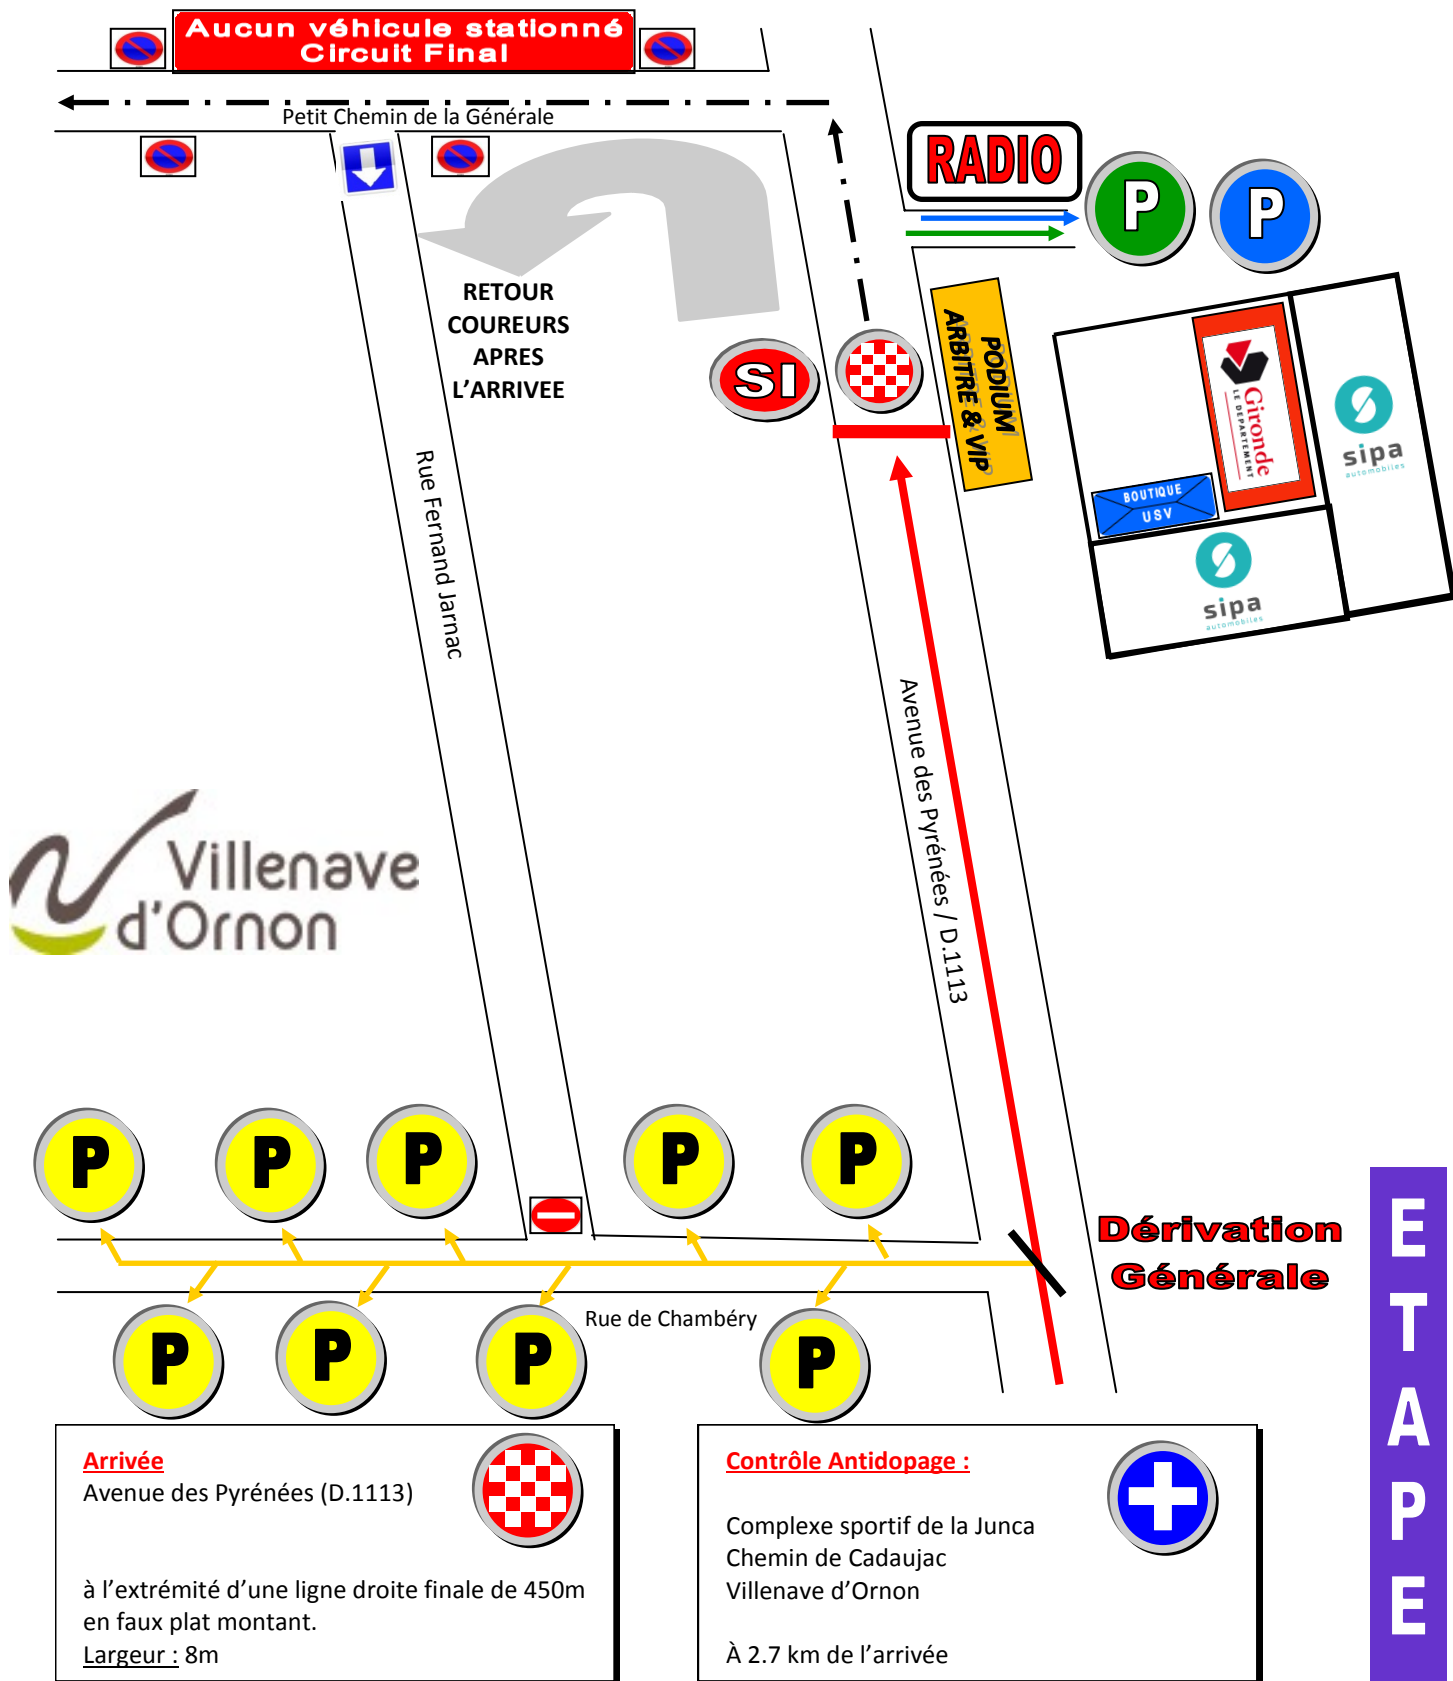 Aucun véhicule stationné
Circuit Final
Petit Chemin de la Générale
RADIO
P
P
RETOUR
COUREURS
APRES
L’ARRIVEE
SI
PODIUM
ARBITRE & VIP
Gironde
LE DEPARTEMENT
sipa
automobiles
BOUTIQUE
USV
sipa
automobiles
Rue Fernand Jarnac
Avenue des Pyrénées / D.1113
Villenave
d'Ornon
P
P
P
P
P
Dérivation
Générale
Rue de Chambéry
P
P
P
P
E
T
A
P
E
Arrivée
Avenue des Pyrénées (D.1113)
à l’extrémité d’une ligne droite finale de 450m
en faux plat montant.
Largeur : 8m
Contrôle Antidopage :
Complexe sportif de la Junca
Chemin de Cadaujac
Villenave d’Ornon
À 2.7 km de l’arrivée